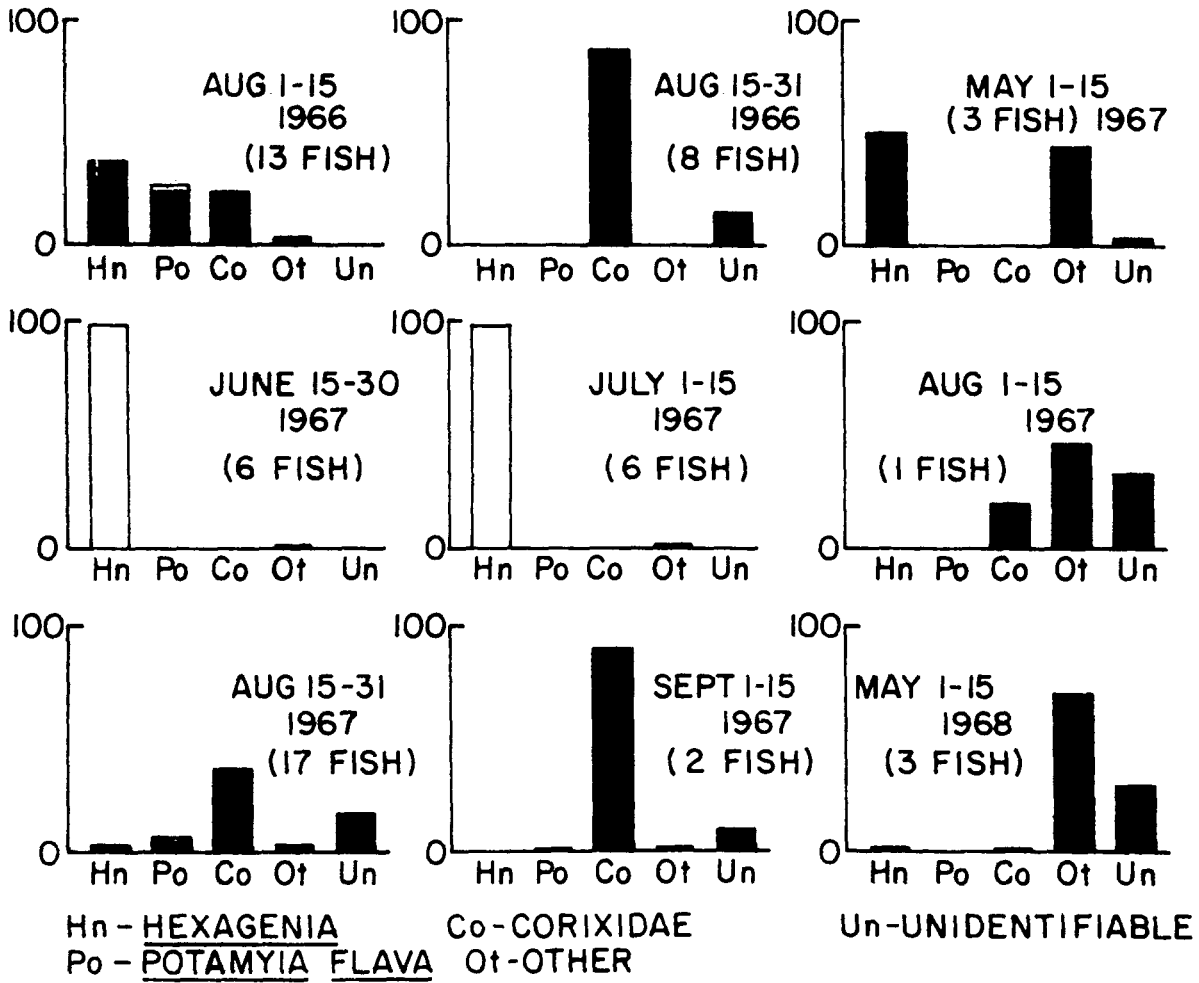 100
AUG 1-15
1966
(13 FISH)
0
Hn Po Co Ot Un
100
AUG 15-31
1966
(8 FISH)
0
Hn Po Co Ot Un
100
MAY 1-15
(3 FISH) 1967
0
Hn Po Co Ot Un
100
JUNE 15-30
1967
(6 FISH)
0
Hn Po Co Ot Un
100
JULY 1-15
1967
(6 FISH)
0
Hn Po Co Ot Un
100
AUG 1-15
1967
(1 FISH)
0
Hn Po Co Ot Un
100
AUG 15-31
1967
(17 FISH)
0
Hn Po Co Ot Un
100
SEPT 1-15
1967
(2 FISH)
0
Hn Po Co Ot Un
100
MAY 1-15
1968
(3 FISH)
0
Hn Po Co Ot Un
Hn - HEXAGENIA Co-CORIXIDAE Un-UNIDENTIFIABLE
Po - POTAMYIA FLAVA Ot-OTHER